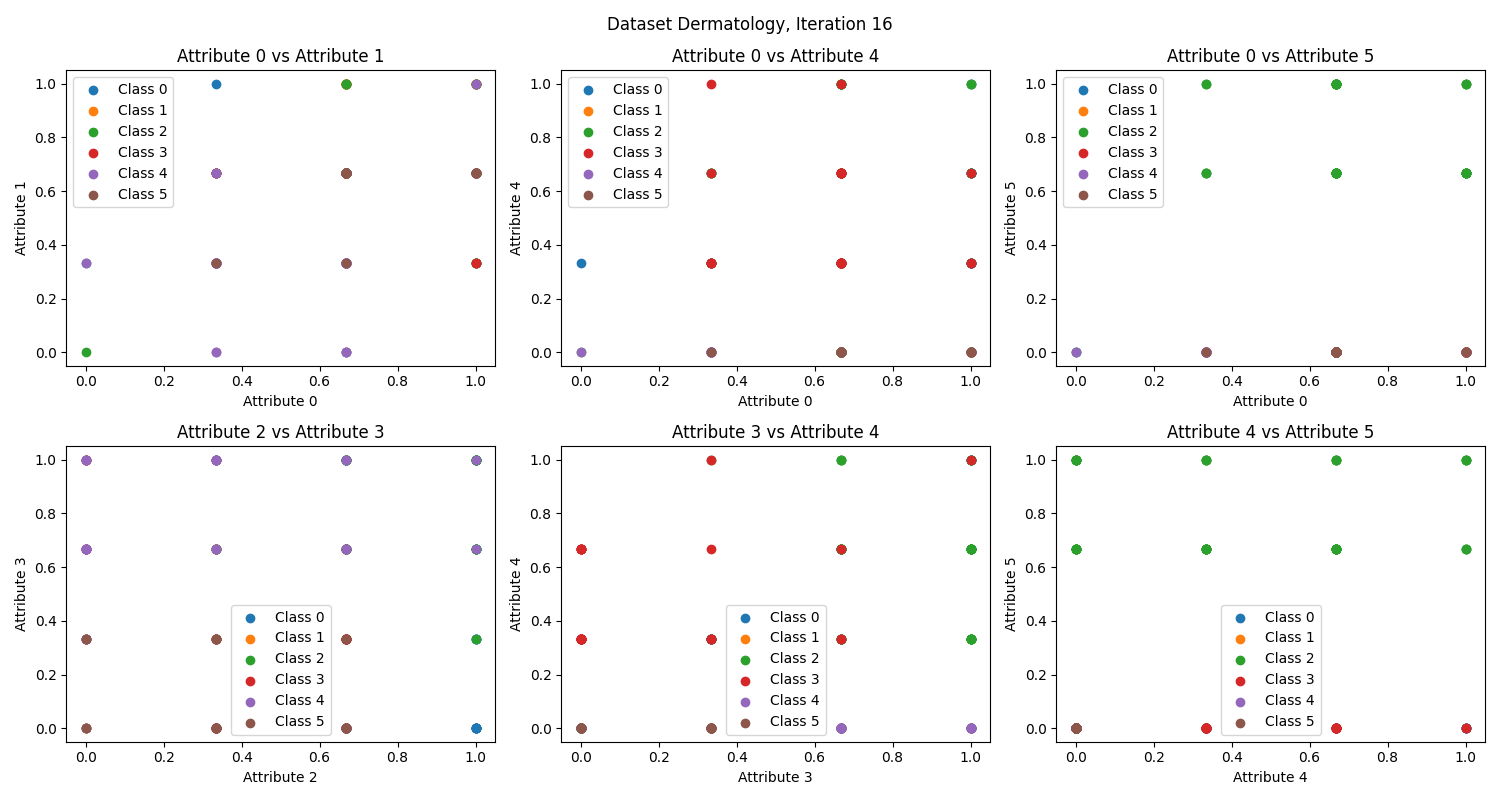 Dataset Dermatology, Iteration 16
Attribute 0 vs Attribute 1
1.0
0.8
0.6
0.4
0.2
0.0
Attribute 1
Class 0
Class 1
Class 2
Class 3
Class 4
Class 5
0.0 0.2 0.4 0.6 0.8 1.0
Attribute 0
Attribute 0 vs Attribute 4
1.0
0.8
0.6
0.4
0.2
0.0
Attribute 4
Class 0
Class 1
Class 2
Class 3
Class 4
Class 5
0.0 0.2 0.4 0.6 0.8 1.0
Attribute 0
Attribute 0 vs Attribute 5
1.0
0.8
0.6
0.4
0.2
0.0
Attribute 5
Class 0
Class 1
Class 2
Class 3
Class 4
Class 5
0.0 0.2 0.4 0.6 0.8 1.0
Attribute 0
Attribute 2 vs Attribute 3
1.0
0.8
0.6
0.4
0.2
0.0
Attribute 3
Class 0
Class 1
Class 2
Class 3
Class 4
Class 5
0.0 0.2 0.4 0.6 0.8 1.0
Attribute 2
Attribute 3 vs Attribute 4
1.0
0.8
0.6
0.4
0.2
0.0
Attribute 4
Class 0
Class 1
Class 2
Class 3
Class 4
Class 5
0.0 0.2 0.4 0.6 0.8 1.0
Attribute 3
Attribute 4 vs Attribute 5
1.0
0.8
0.6
0.4
0.2
0.0
Attribute 5
Class 0
Class 1
Class 2
Class 3
Class 4
Class 5
0.0 0.2 0.4 0.6 0.8 1.0
Attribute 4